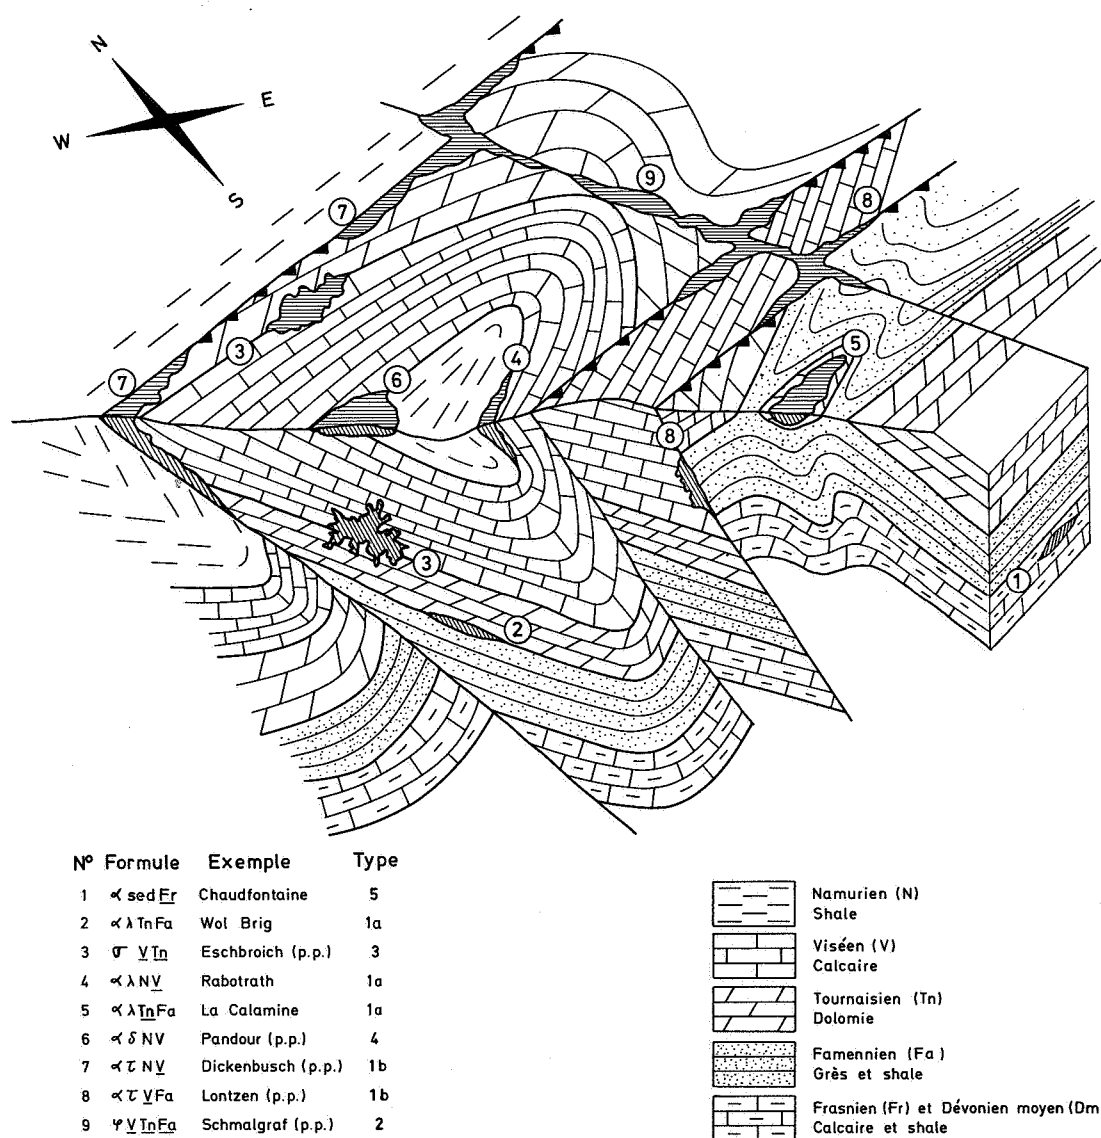 N
E
W
S
9
8
7
5
4
3
7
6
8
1
3
2
N° Formule Exemple Type
1 α sed Fr Chaudfontaine 5
2 α λ Tn Fa Wol Brig 1a
3 σ V Tn Eschbroich (p.p.) 3
4 α λ N V Rabotrath 1a
5 α λ Tn Fa La Calamine 1a
6 α δ N V Pandour (p.p.) 4
7 α τ N V Dickenbusch (p.p.) 1b
8 α τ V Fa Lontzen (p.p.) 1b
9 φ V Tn Fa Schmalgraf (p.p.) 2
Namurien (N)
Shale
Viséen (V)
Calcaire
Tournaisien (Tn)
Dolomie
Famennien (Fa)
Grès et shale
Frasnien (Fr) et Dévonien moyen (Dm
Calcaire et shale